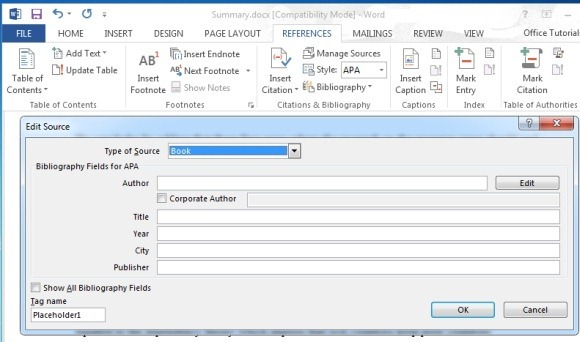 Summary.docx [Compatibility Mode] - Word
FILE HOME INSERT DESIGN PAGE LAYOUT REFERENCES MAILINGS REVIEW VIEW Office Tutorials
Table of Contents
Add Text
Update Table
AB¹ Insert Footnote
Insert Endnote
Next Footnote
Show Notes
Insert Citation
Manage Sources
Style: APA
Bibliography
Insert Caption
Mark Entry
Mark Citation
Table of Contents Footnotes Citations & Bibliography Captions Index Table of Authorities
Edit Source
Type of Source Book
Bibliography Fields for APA
Author Edit
Corporate Author
Title
Year
City
Publisher
Show All Bibliography Fields
Tag name
Placeholder1
OK Cancel